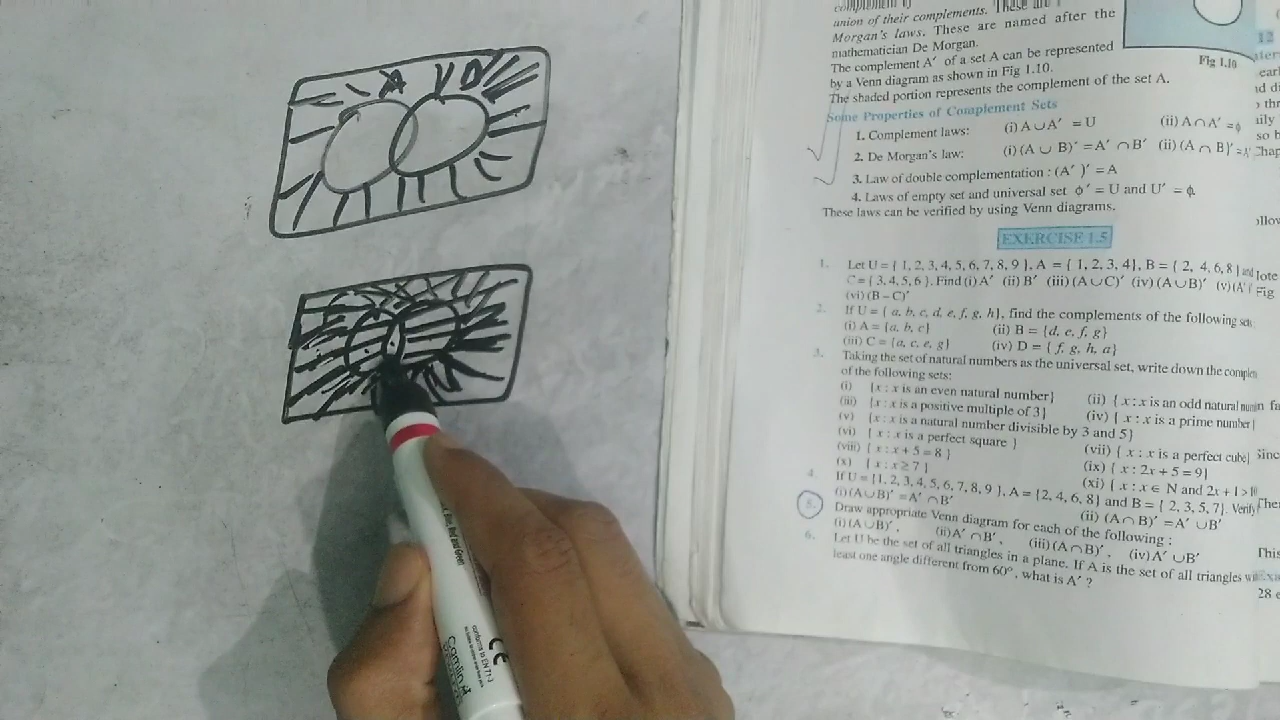 union of their complements. These are
Morgan's laws. These are named after the
mathematician De Morgan.
The complement A′ of a set A can be represented
by a Venn diagram as shown in Fig 1.10.
The shaded portion represents the complement of the set A.
Fig 1.10
Some Properties of Complement Sets
1. Complement laws: (i) A ∪ A′ = U (ii) A ∩ A′ = ϕ
2. De Morgan's law: (i) (A ∪ B)′ = A′ ∩ B′ (ii) (A ∩ B)′ = A′
3. Law of double complementation : (A′)′ = A
4. Laws of empty set and universal set ϕ′ = U and U′ = ϕ.
These laws can be verified by using Venn diagrams.
EXERCISE 1.5
1. Let U = { 1, 2, 3, 4, 5, 6, 7, 8, 9 }, A = { 1, 2, 3, 4}, B = { 2, 4, 6, 8 } and
C = { 3, 4, 5, 6 }. Find (i) A′ (ii) B′ (iii) (A ∪ C)′ (iv) (A ∪ B)′ (v) (A′)′
(vi) (B – C)′
2. If U = { a, b, c, d, e, f, g, h}, find the complements of the following sets
(i) A = {a, b, c} (ii) B = {d, e, f, g}
(iii) C = {a, c, e, g} (iv) D = { f, g, h, a}
3. Taking the set of natural numbers as the universal set, write down the
of the following sets:
(i) {x : x is an even natural number} (ii) { x : x is an odd natural
(iii) {x : x is a positive multiple of 3} (iv) { x : x is a prime number
(v) {x : x is a natural number divisible by 3 and 5}
(vi) { x : x is a perfect square } (vii) { x : x is a perfect cube}
(viii) { x : x + 5 = 8 } (ix) { x : 2x + 5 = 9}
(x) { x : x ≥ 7 } (xi) { x : x ∈ N and 2x + 1 > 10
4. If U = {1, 2, 3, 4, 5, 6, 7, 8, 9 }, A = {2, 4, 6, 8} and B = { 2, 3, 5, 7}. Verify
(i) (A ∪ B)′ = A′ ∩ B′ (ii) (A ∩ B)′ = A′ ∪ B′
5. Draw appropriate Venn diagram for each of the following :
(i) (A ∪ B)′, (ii) A′ ∩ B′, (iii) (A ∩ B)′, (iv) A′ ∪ B′
6. Let U be the set of all triangles in a plane. If A is the set of all triangles
least one angle different from 60°, what is A′ ?
CE
conforms to EN 71-3
Camlin